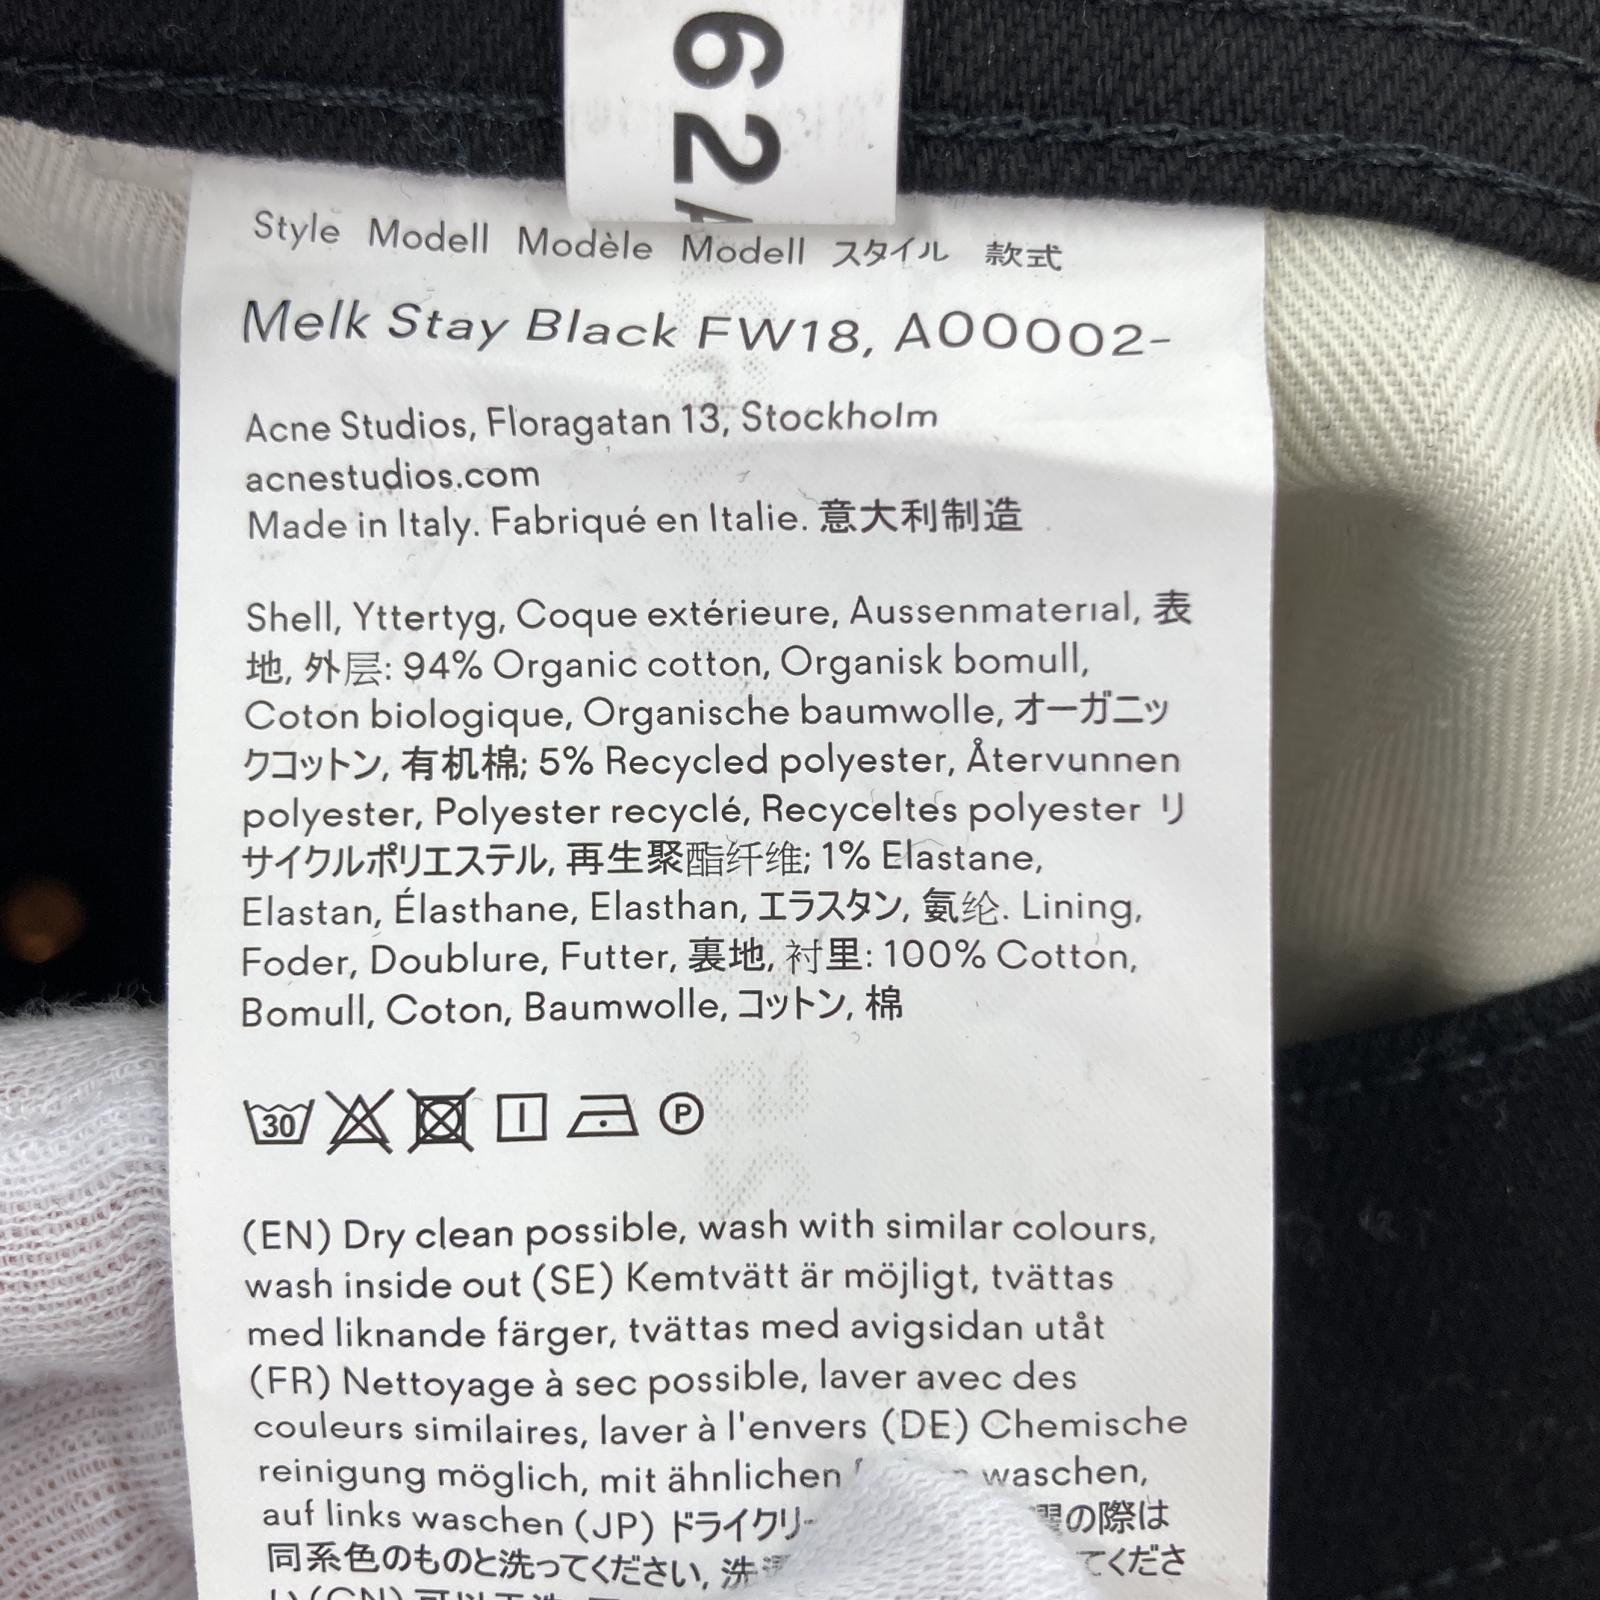 62
Style Modell Modèle Modell スタイル 款式
Melk Stay Black FW18, A00002-
Acne Studios, Floragatan 13, Stockholm
acnestudios.com
Made in Italy. Fabriqué en Italie. 意大利制造
Shell, Yttertyg, Coque extérieure, Aussenmaterial, 表
地, 外层: 94% Organic cotton, Organisk bomull,
Coton biologique, Organische baumwolle, オーガニッ
クコットン, 有机棉; 5% Recycled polyester, Återvunnen
polyester, Polyester recyclé, Recyceltes polyester リ
サイクルポリエステル, 再生聚酯纤维; 1% Elastane,
Elastan, Élasthane, Elasthan, エラスタン, 氨纶. Lining,
Foder, Doublure, Futter, 裏地, 衬里: 100% Cotton,
Bomull, Coton, Baumwolle, コットン, 棉
30 P
(EN) Dry clean possible, wash with similar colours,
wash inside out (SE) Kemtvätt är möjligt, tvättas
med liknande färger, tvättas med avigsidan utåt
(FR) Nettoyage à sec possible, laver avec des
couleurs similaires, laver à l'envers (DE) Chemische
reinigung möglich, mit ähnlichen waschen,
auf links waschen (JP) ドライクリー の際は
同系色のものと洗ってください, 洗 てくださ
い (CN)